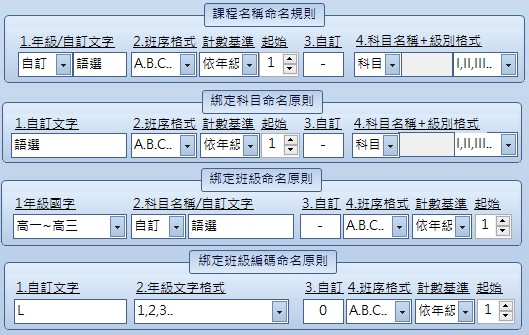 課程名稱命名規則
1.年級/自訂文字 2.班序格式 計數基準 起始 3.自訂 4.科目名稱+級別格式
自訂 語選 A.B.C.. 依年級 1 - 科目 I,II,III..
綁定科目命名原則
1.自訂文字 2.班序格式 計數基準 起始 3.自訂 4.科目名稱+級別格式
語選 A.B.C.. 依年級 1 - 科目 I,II,III..
綁定班級命名原則
1年級國字 2.科目名稱/自訂文字 3.自訂 4.班序格式 計數基準 起始
高一~高三 自訂 語選 - A.B.C.. 依年級 1
綁定班級編碼命名原則
1.自訂文字 2.年級文字格式 3.自訂 4.班序格式 計數基準 起始
L 1,2,3.. 0 A.B.C.. 依年級 1